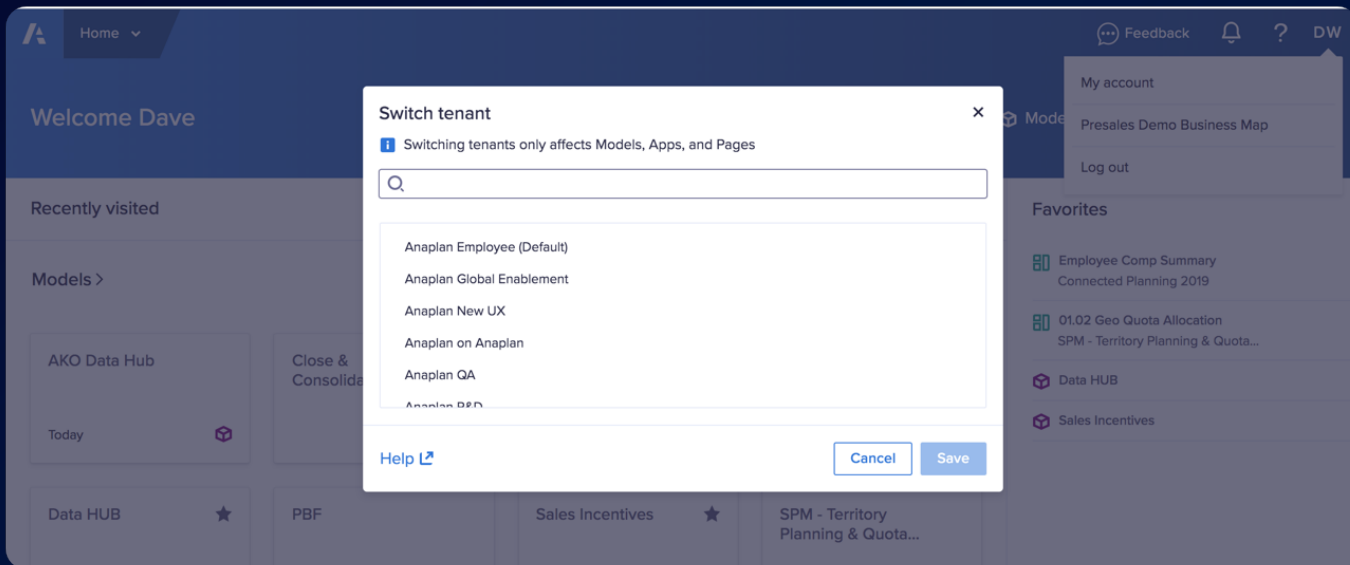 Home
Feedback
?
DW
My account
Presales Demo Business Map
Log out
Welcome Dave
Switch tenant
Switching tenants only affects Models, Apps, and Pages
Anaplan Employee (Default)
Anaplan Global Enablement
Anaplan New UX
Anaplan on Anaplan
Anaplan QA
Anaplan R&D
Help
Cancel
Save
Recently visited
Models >
AKO Data Hub
Today
Close &
Data HUB
PBF
Sales Incentives
SPM - Territory
Planning & Quota...
Favorites
Employee Comp Summary
Connected Planning 2019
01.02 Geo Quota Allocation
SPM - Territory Planning & Quota...
Data HUB
Sales Incentives